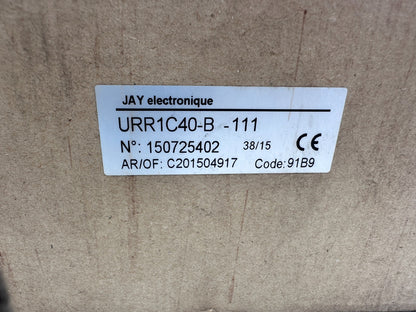 JAY electronique
URR1C40-B -111
N°: 150725402 38/15 CE
AR/OF: C201504917 Code: 91B9